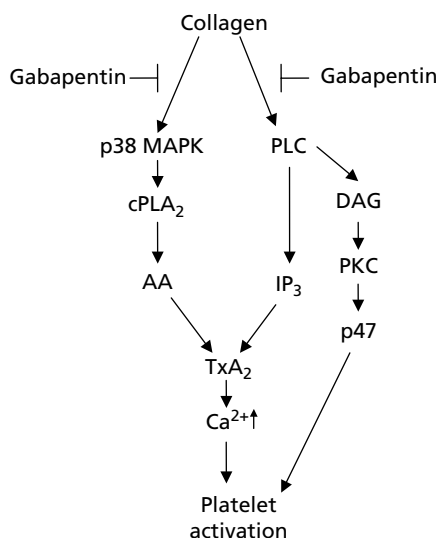 Collagen
Gabapentin
Gabapentin
p38 MAPK
PLC
cPLA₂
DAG
AA
IP₃
PKC
p47
TxA₂
Ca²⁺↑
Platelet
activation